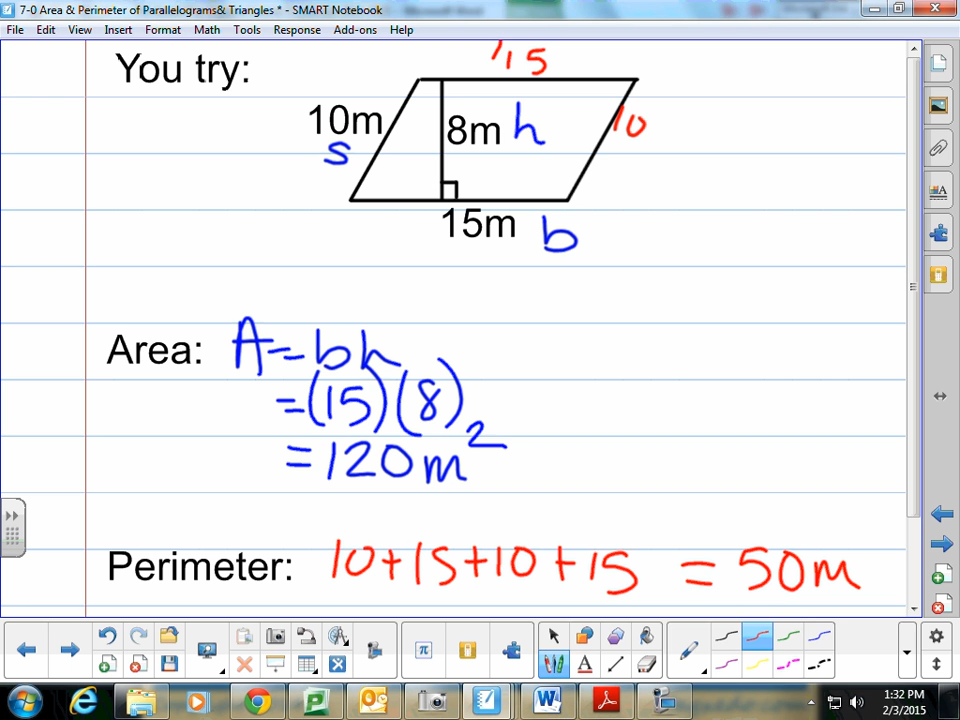 7-0 Area & Perimeter of Parallelograms& Triangles * - SMART Notebook
File Edit View Insert Format Math Tools Response Add-ons Help
You try:
15
10m 8m h 10
s
15m b
Area: A = bh
= (15)(8)
= 120 m²
Perimeter: 10+15+10+15 = 50m
π
A
1:32 PM
2/3/2015